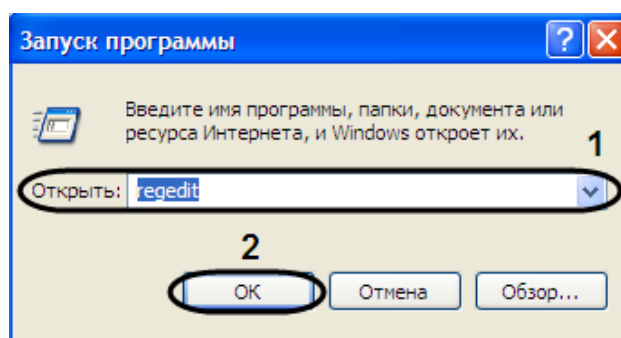 Запуск программы
Введите имя программы, папки, документа или
ресурса Интернета, и Windows откроет их.
1
Открыть: regedit
2
ОК Отмена Обзор...